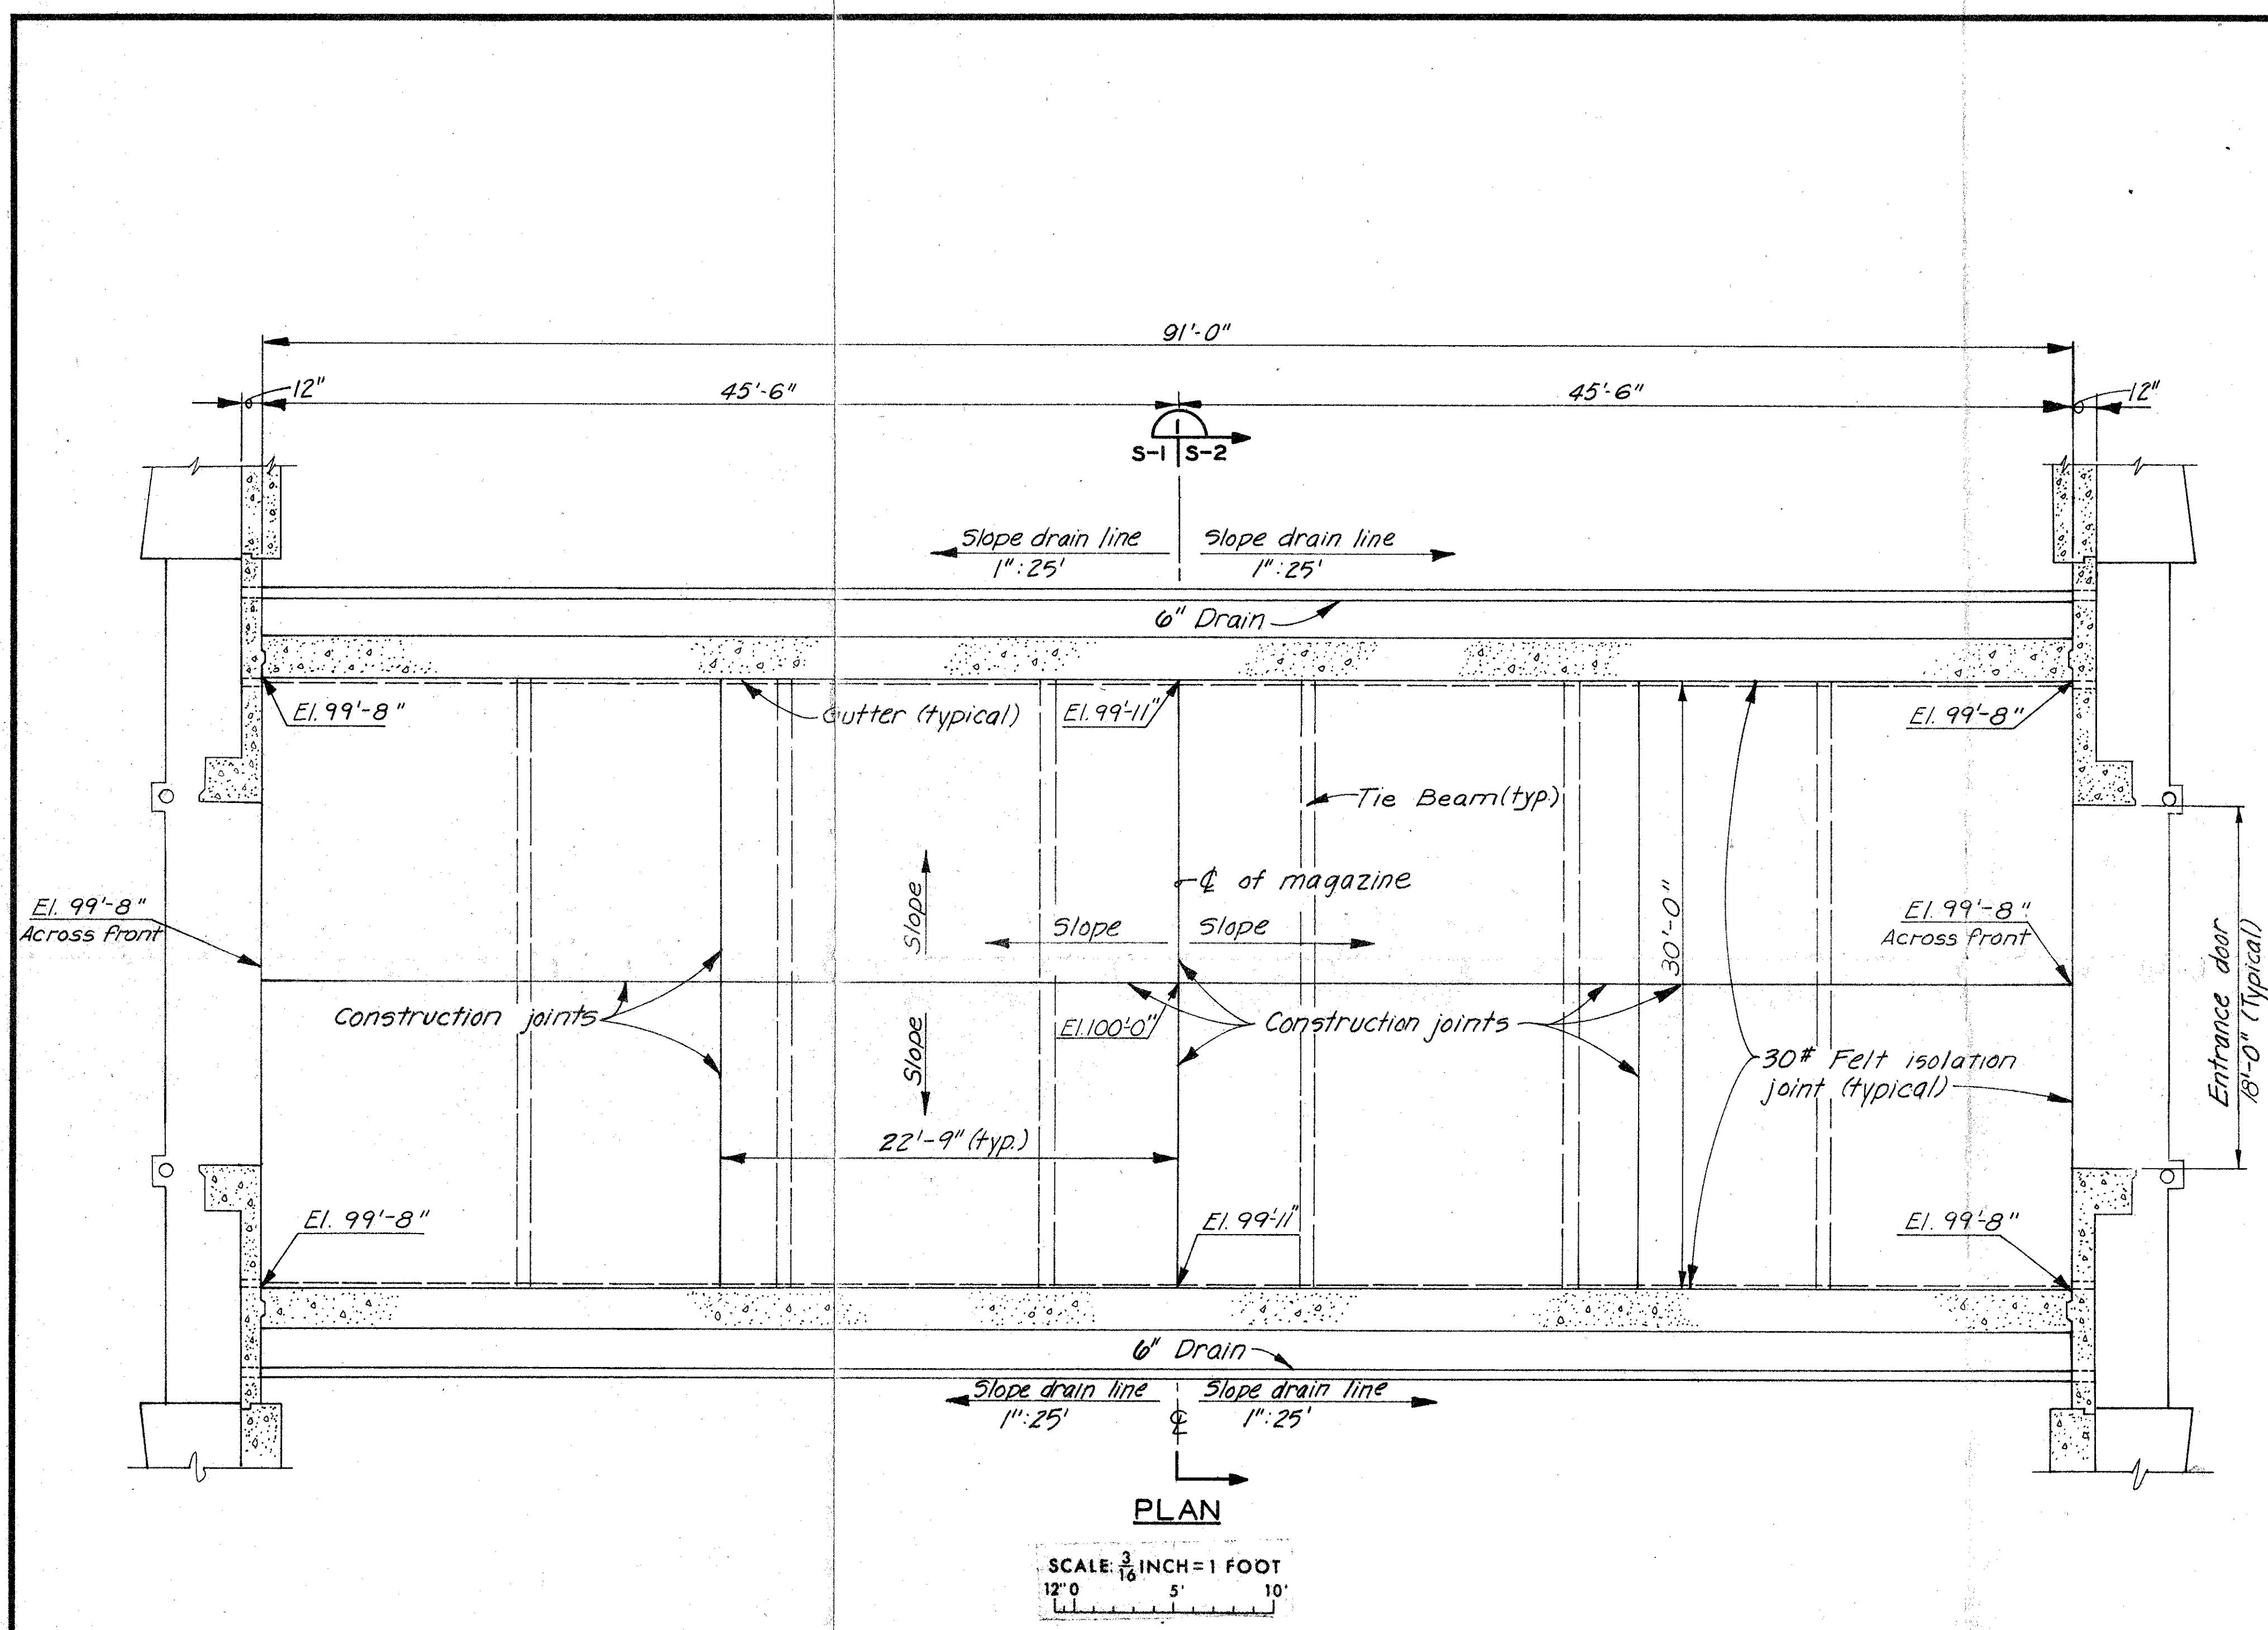 91'-0"
12"
45'-6"
45'-6"
12"
S-1 S-2
Slope drain line
1":25'
Slope drain line
1":25'
6" Drain
El. 99'-8"
Gutter (typical)
El. 99'-11"
El. 99'-8"
Tie Beam (typ.)
℄ of magazine
Slope
Slope
Slope
30'-0"
El. 99'-8"
Across front
El. 99'-8"
Across front
Entrance door
18'-0" (Typical)
Construction joints
El. 100'-0"
Construction joints
Slope
30# Felt isolation
joint (typical)
22'-9" (typ.)
El. 99'-8"
El. 99'-11"
El. 99'-8"
6" Drain
Slope drain line
1":25'
℄
Slope drain line
1":25'
PLAN
SCALE: 3/16 INCH = 1 FOOT
12" 0 5' 10'